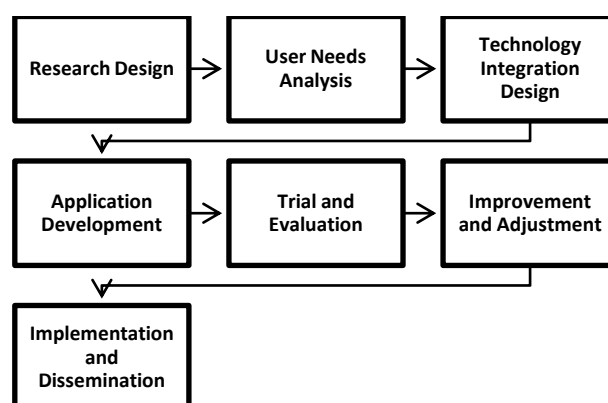 Research Design
User Needs
Analysis
Technology
Integration
Design
Application
Development
Trial and
Evaluation
Improvement
and Adjustment
Implementation
and
Dissemination